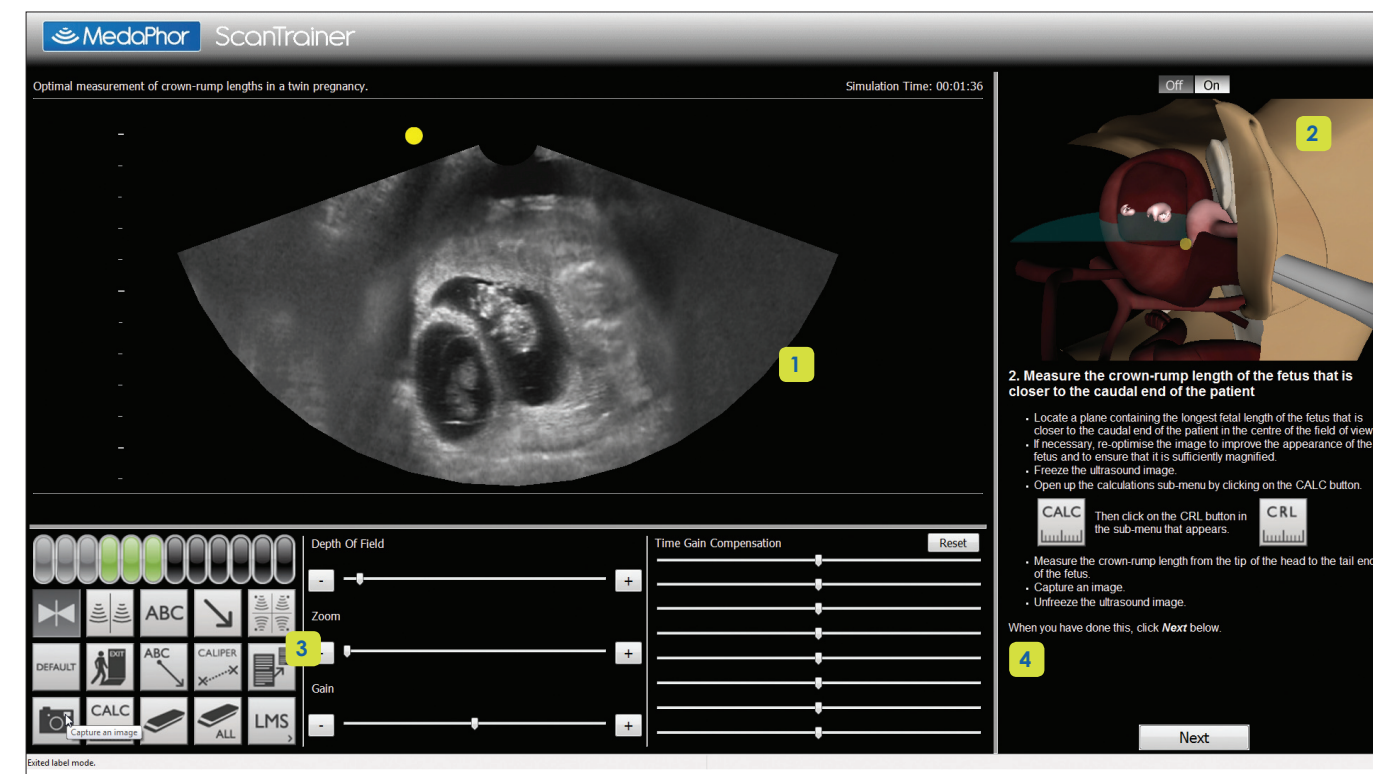 MedaPhor ScanTrainer
Optimal measurement of crown-rump lengths in a twin pregnancy.
Simulation Time: 00:01:36
Off On
2
1
2. Measure the crown-rump length of the fetus that is
closer to the caudal end of the patient
• Locate a plane containing the longest fetal length of the fetus that is
closer to the caudal end of the patient in the centre of the field of view
• If necessary, re-optimise the image to improve the appearance of the
fetus and to ensure that it is sufficiently magnified.
• Freeze the ultrasound image.
• Open up the calculations sub-menu by clicking on the CALC button.
CALC
Then click on the CRL button in
the sub-menu that appears.
CRL
• Measure the crown-rump length from the tip of the head to the tail end
of the fetus.
• Capture an image.
• Unfreeze the ultrasound image.
When you have done this, click Next below.
4
Next
Depth Of Field
- +
Zoom
3
+
Gain
- +
Time Gain Compensation
Reset
ABC
DEFAULT
EXIT
ABC
CALIPER
CALC
ALL
LMS
Capture an image
Exited label mode.